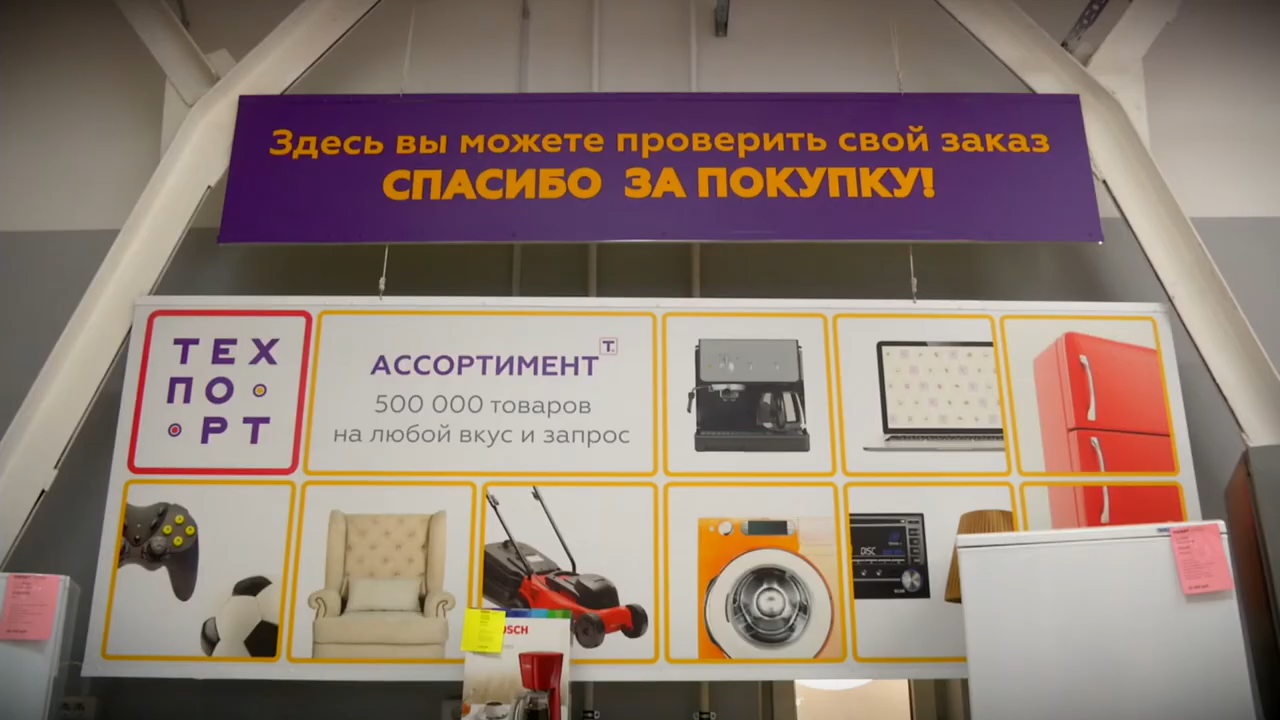 Здесь вы можете проверить свой заказ
СПАСИБО ЗА ПОКУПКУ!
ТЕХ
ПО
РТ
АССОРТИМЕНТ
Т.
500 000 товаров
на любой вкус и запрос
DISC
OSCH